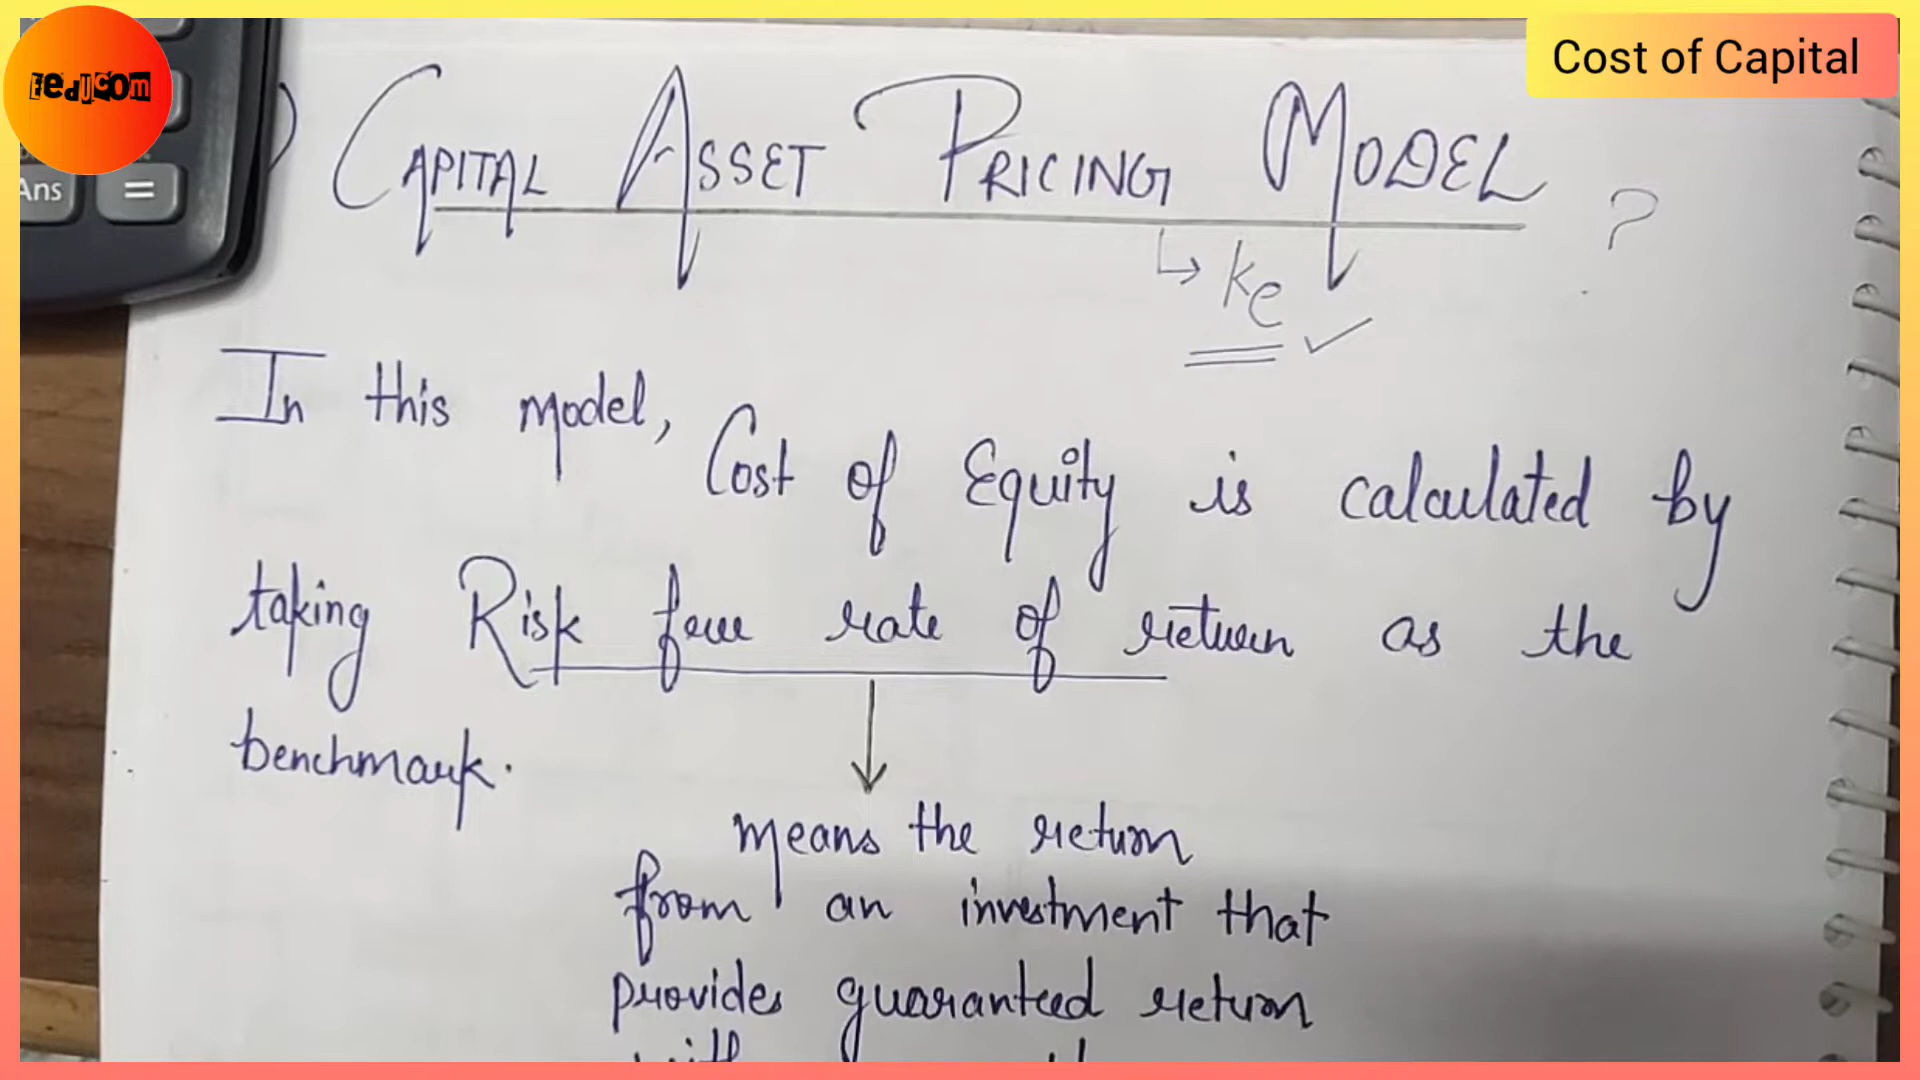 Eeducom
Cost of Capital
Ans =
CAPITAL ASSET PRICING MODEL ?
↳ ke ✓
In this model, Cost of Equity is calculated by
taking Risk free rate of return as the
benchmark.
means the return
from an investment that
provides guaranteed return